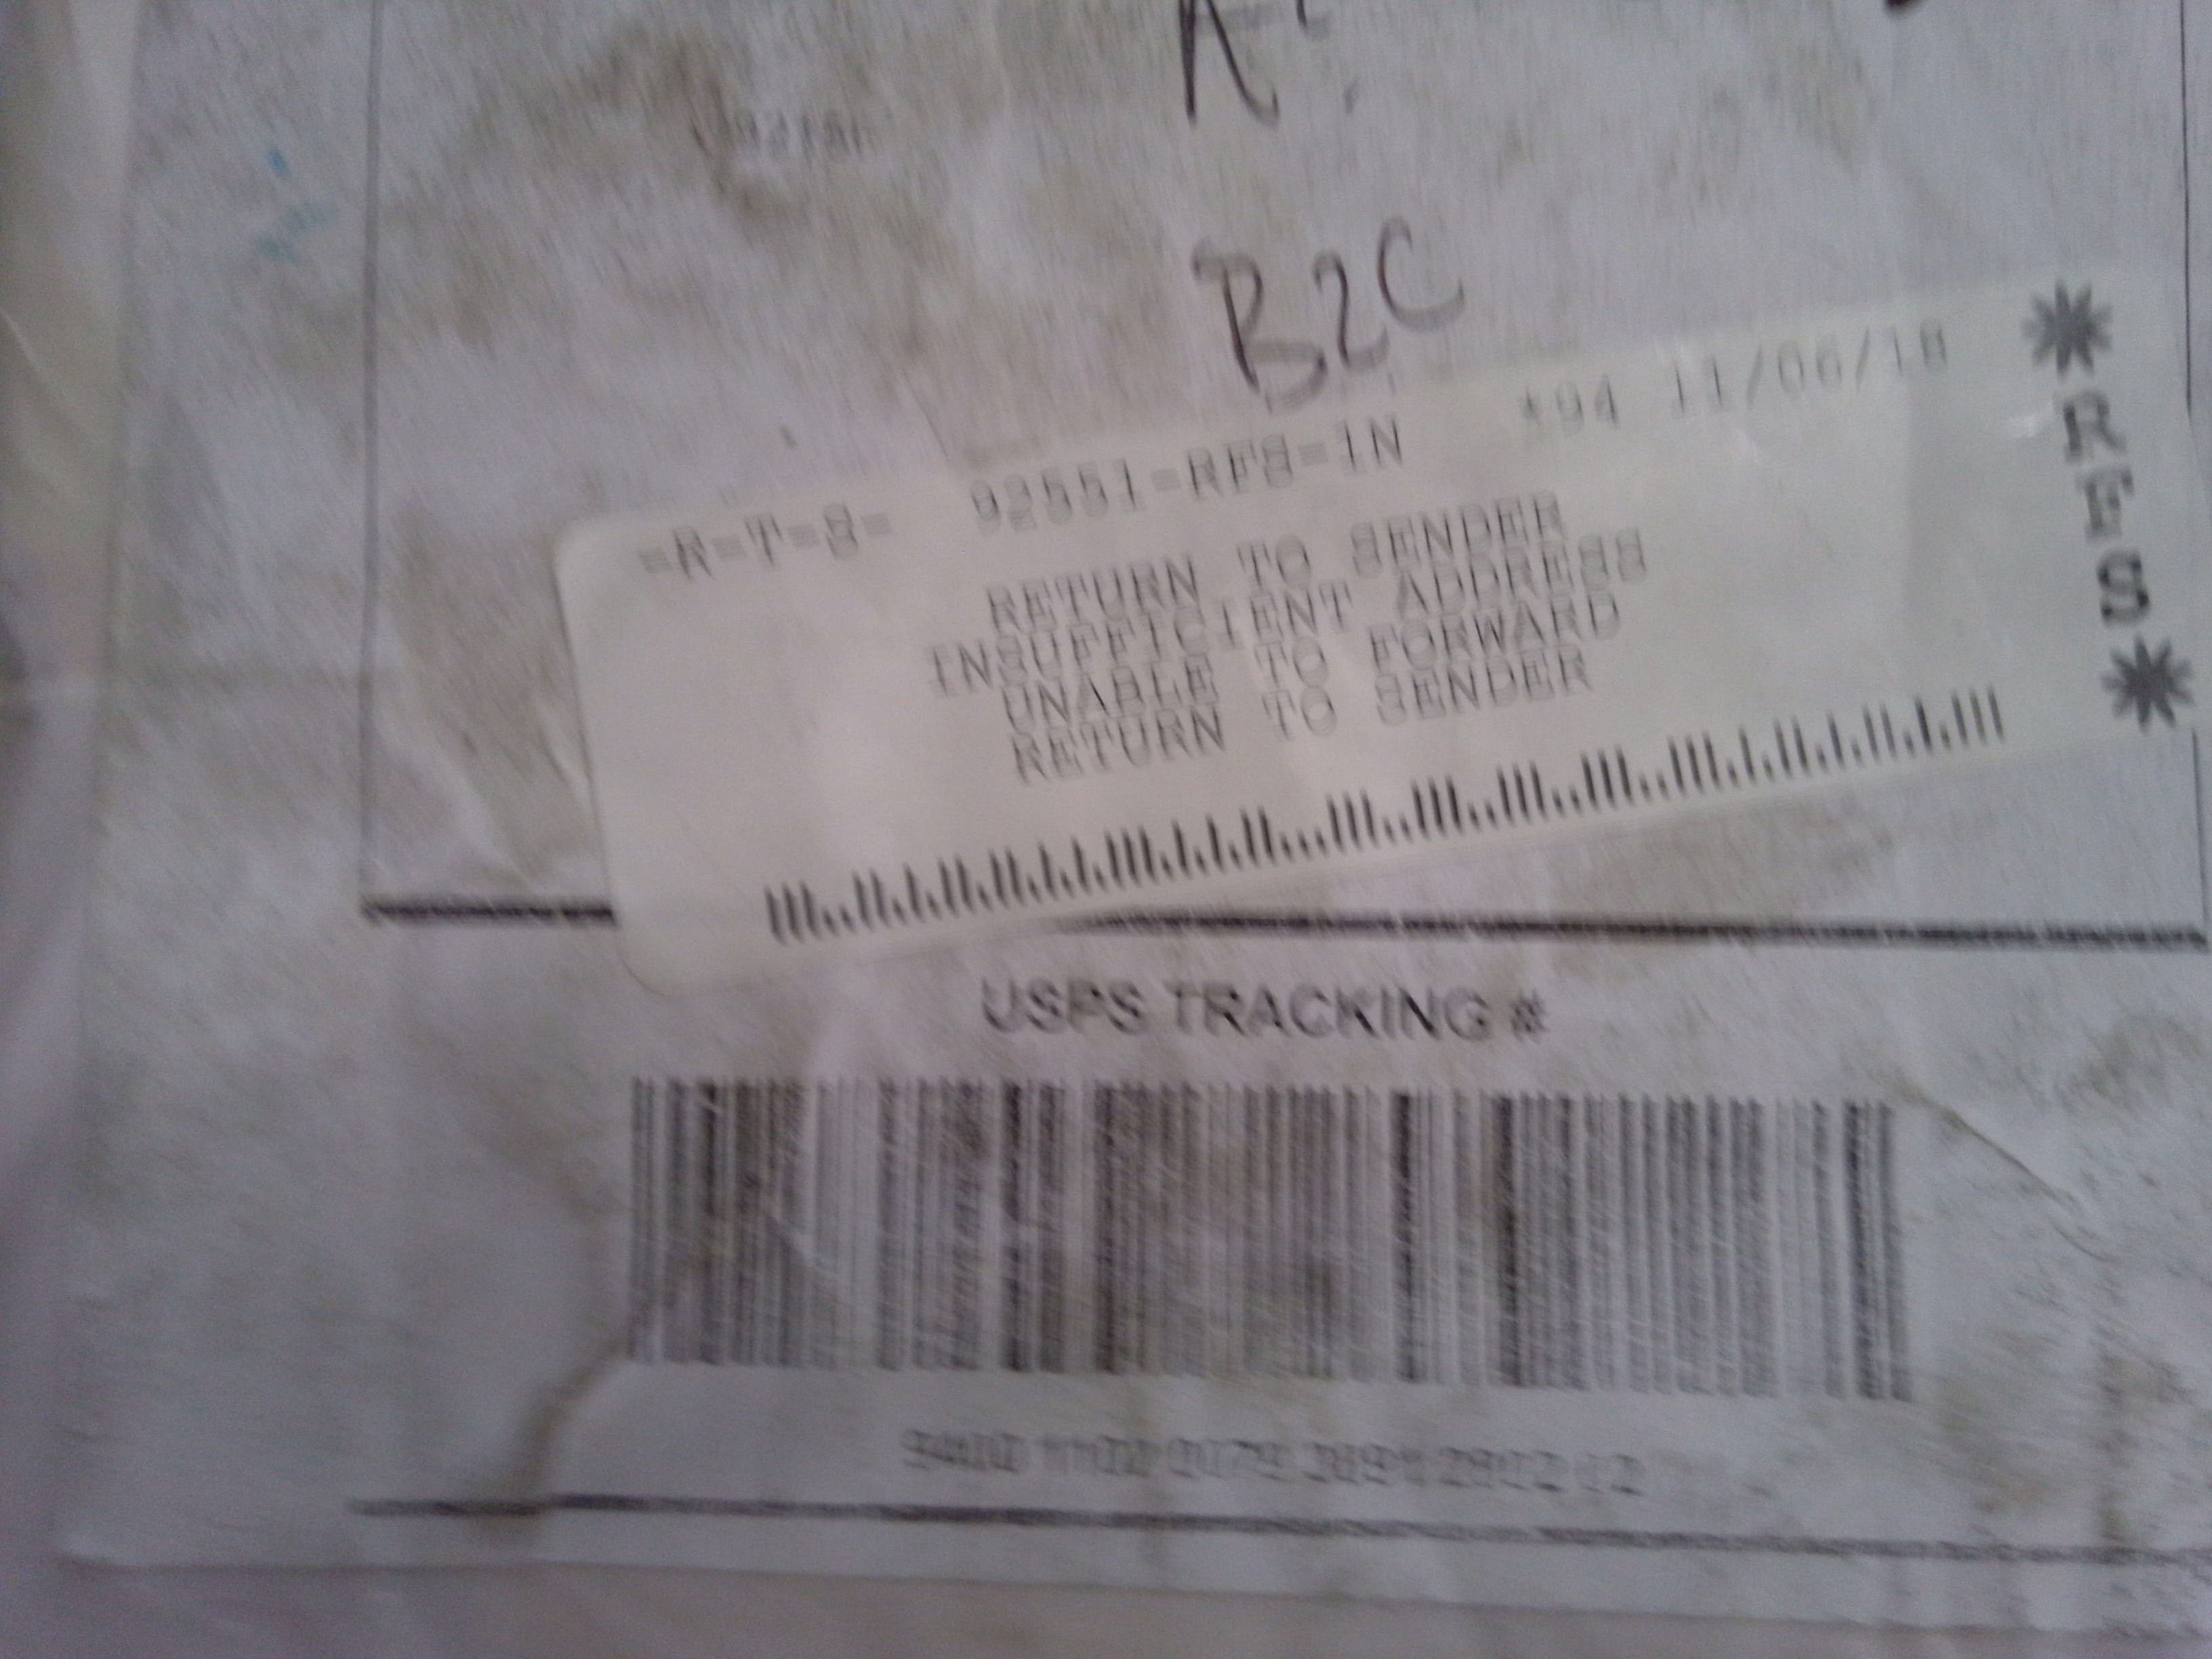 B2C
=R=T=S= 92551=RFS=1N *94 11/06/18
RETURN TO SENDER
INSUFFICIENT ADDRESS
UNABLE TO FORWARD
RETURN TO SENDER
*RFS*
USPS TRACKING #